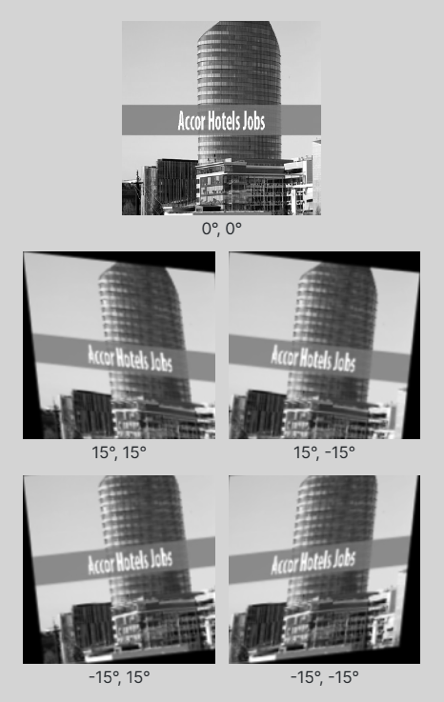 Accor Hotels Jobs
0°, 0°
Accor Hotels Jobs
Accor Hotels Jobs
15°, 15°
15°, -15°
Accor Hotels Jobs
Accor Hotels Jobs
-15°, 15°
-15°, -15°